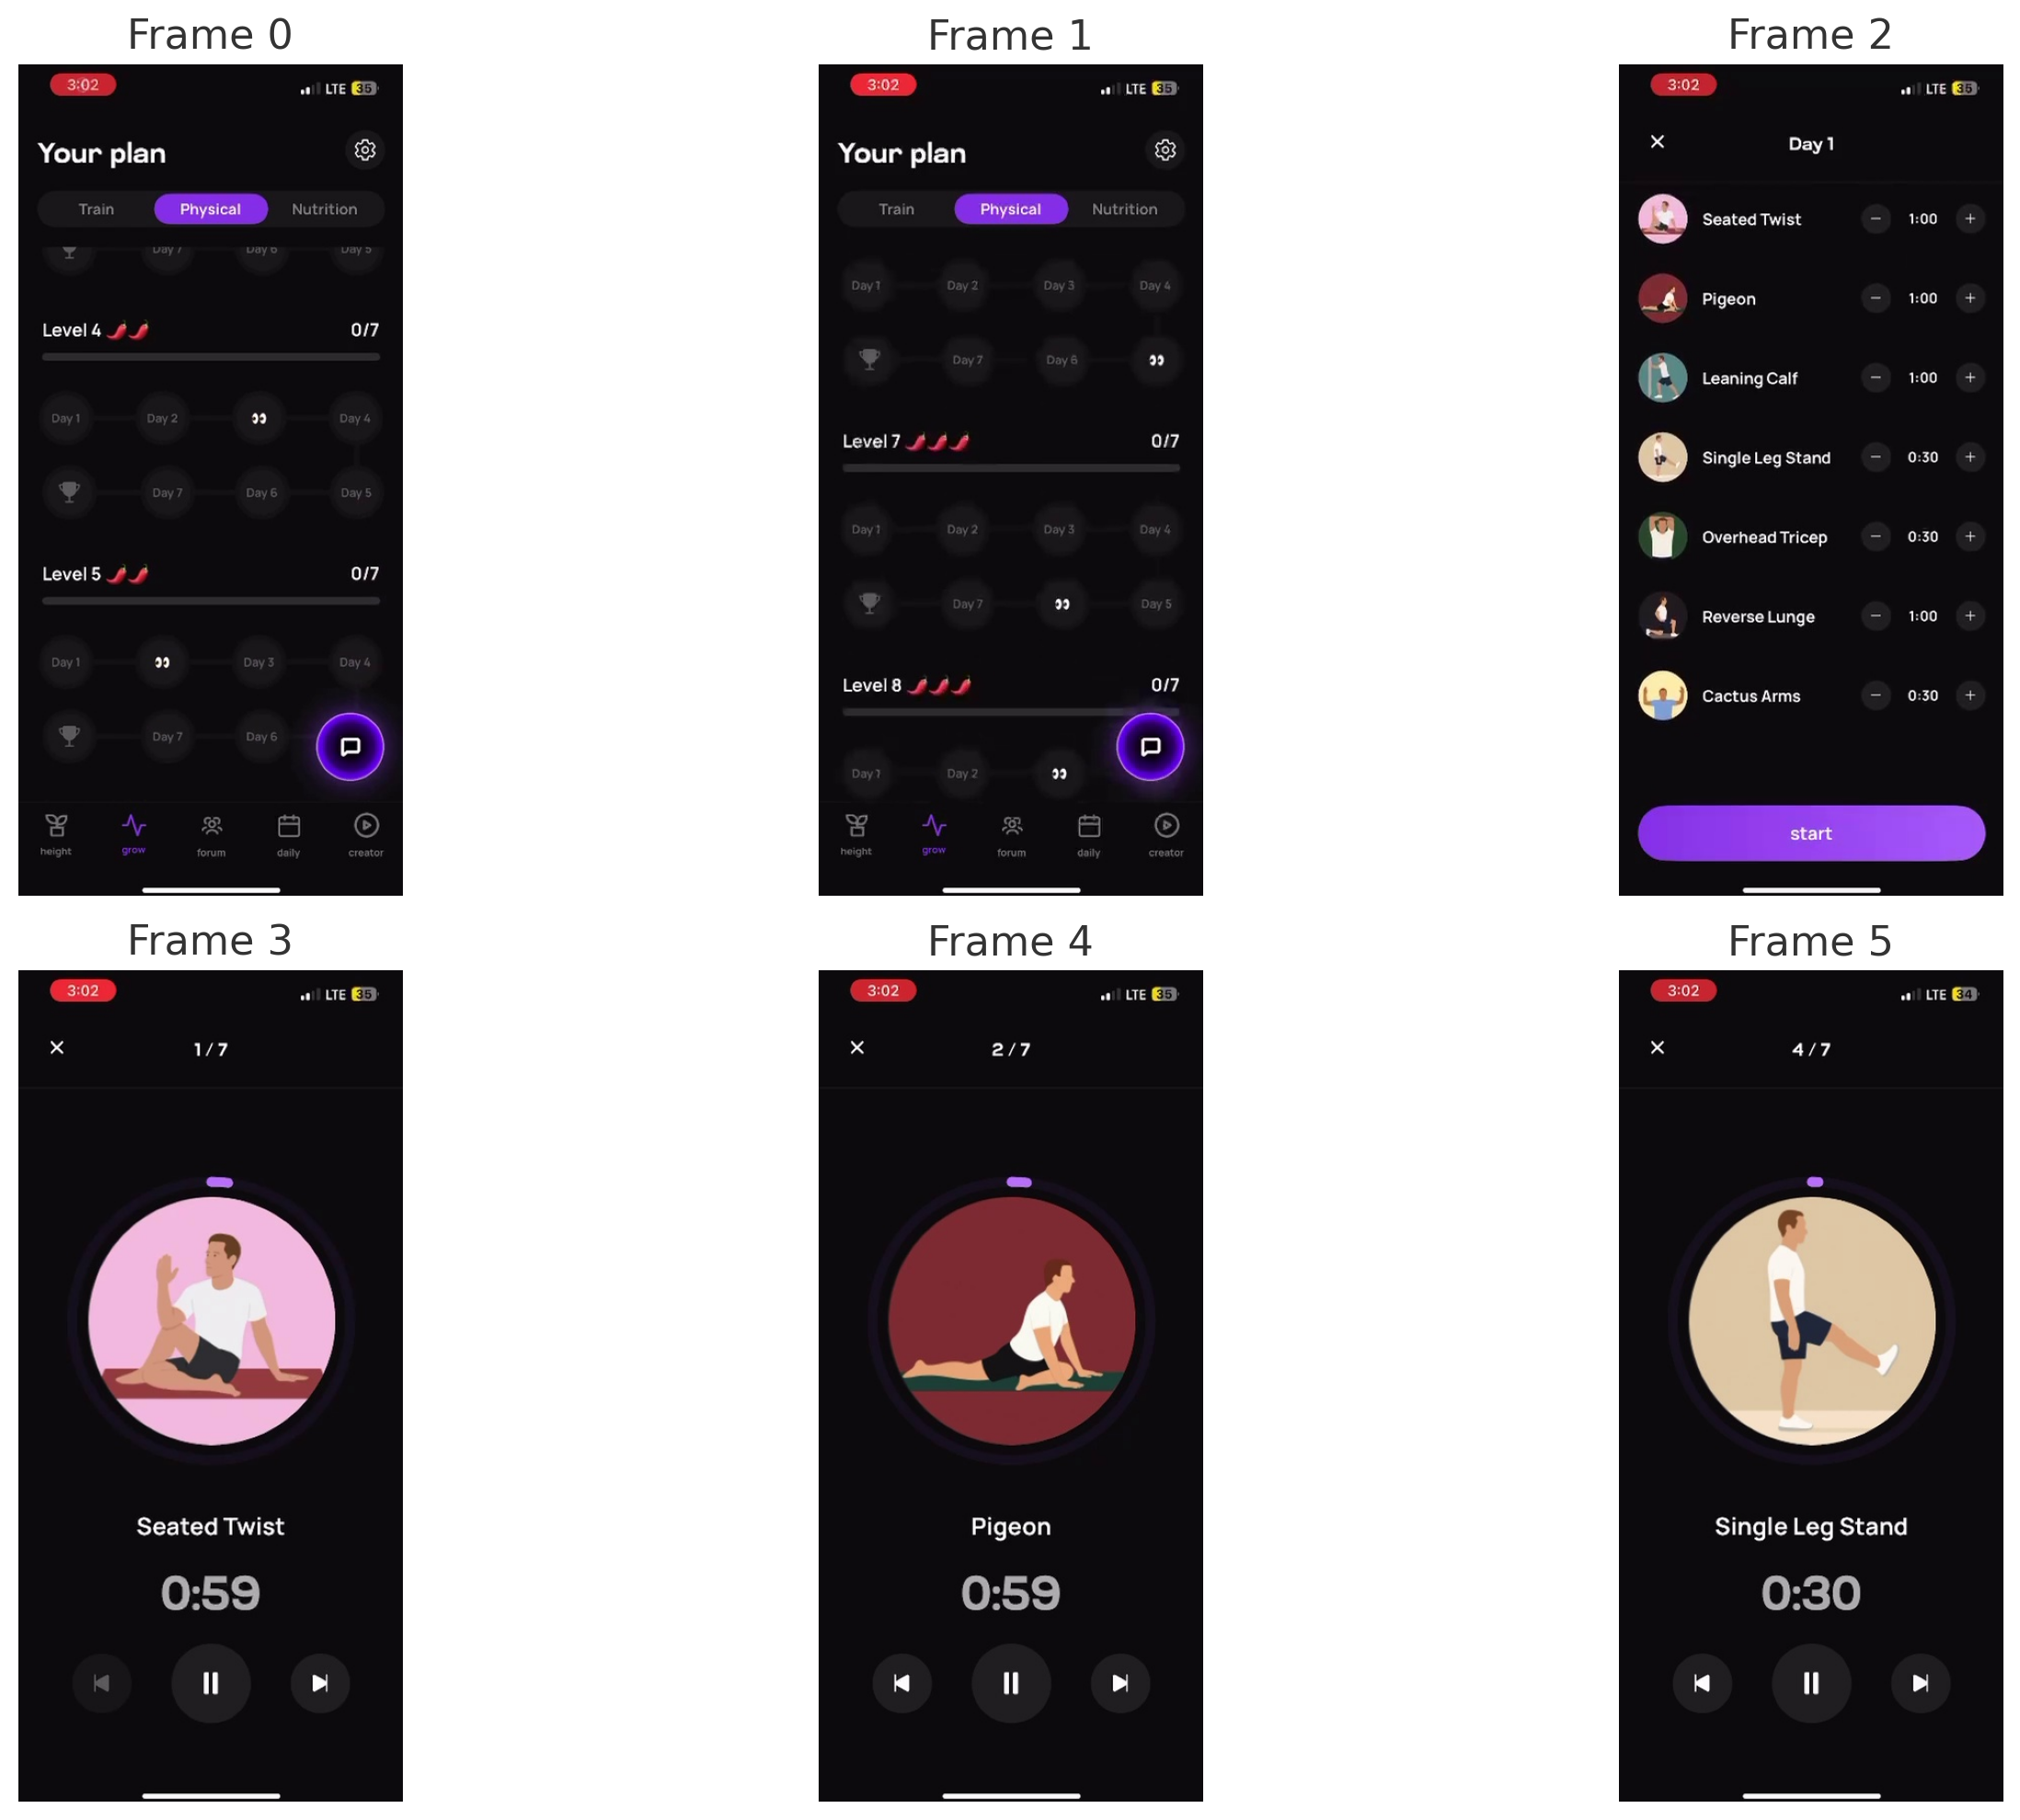 Frame 0
3:02 LTE 35
Your plan
Train Physical Nutrition
Day 7 Day 6 Day 5
Level 4 0/7
Day 1 Day 2 Day 4
Day 7 Day 6 Day 5
Level 5 0/7
Day 1 Day 3 Day 4
Day 7 Day 6
height grow forum daily creator
Frame 1
3:02 LTE 35
Your plan
Train Physical Nutrition
Day 1 Day 2 Day 3 Day 4
Day 7 Day 6
Level 7 0/7
Day 1 Day 2 Day 3 Day 4
Day 7 Day 5
Level 8 0/7
Day 1 Day 2
height grow forum daily creator
Frame 2
3:02 LTE 35
Day 1
Seated Twist 1:00
Pigeon 1:00
Leaning Calf 1:00
Single Leg Stand 0:30
Overhead Tricep 0:30
Reverse Lunge 1:00
Cactus Arms 0:30
start
Frame 3
3:02 LTE 35
1 / 7
Seated Twist
0:59
Frame 4
3:02 LTE 35
2 / 7
Pigeon
0:59
Frame 5
3:02 LTE 34
4 / 7
Single Leg Stand
0:30